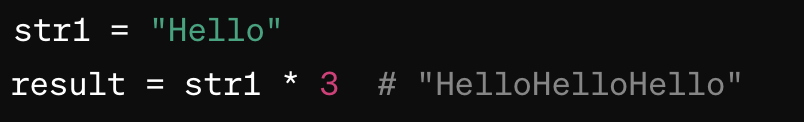 str1 = "Hello"
result = str1 * 3  # "HelloHelloHello"